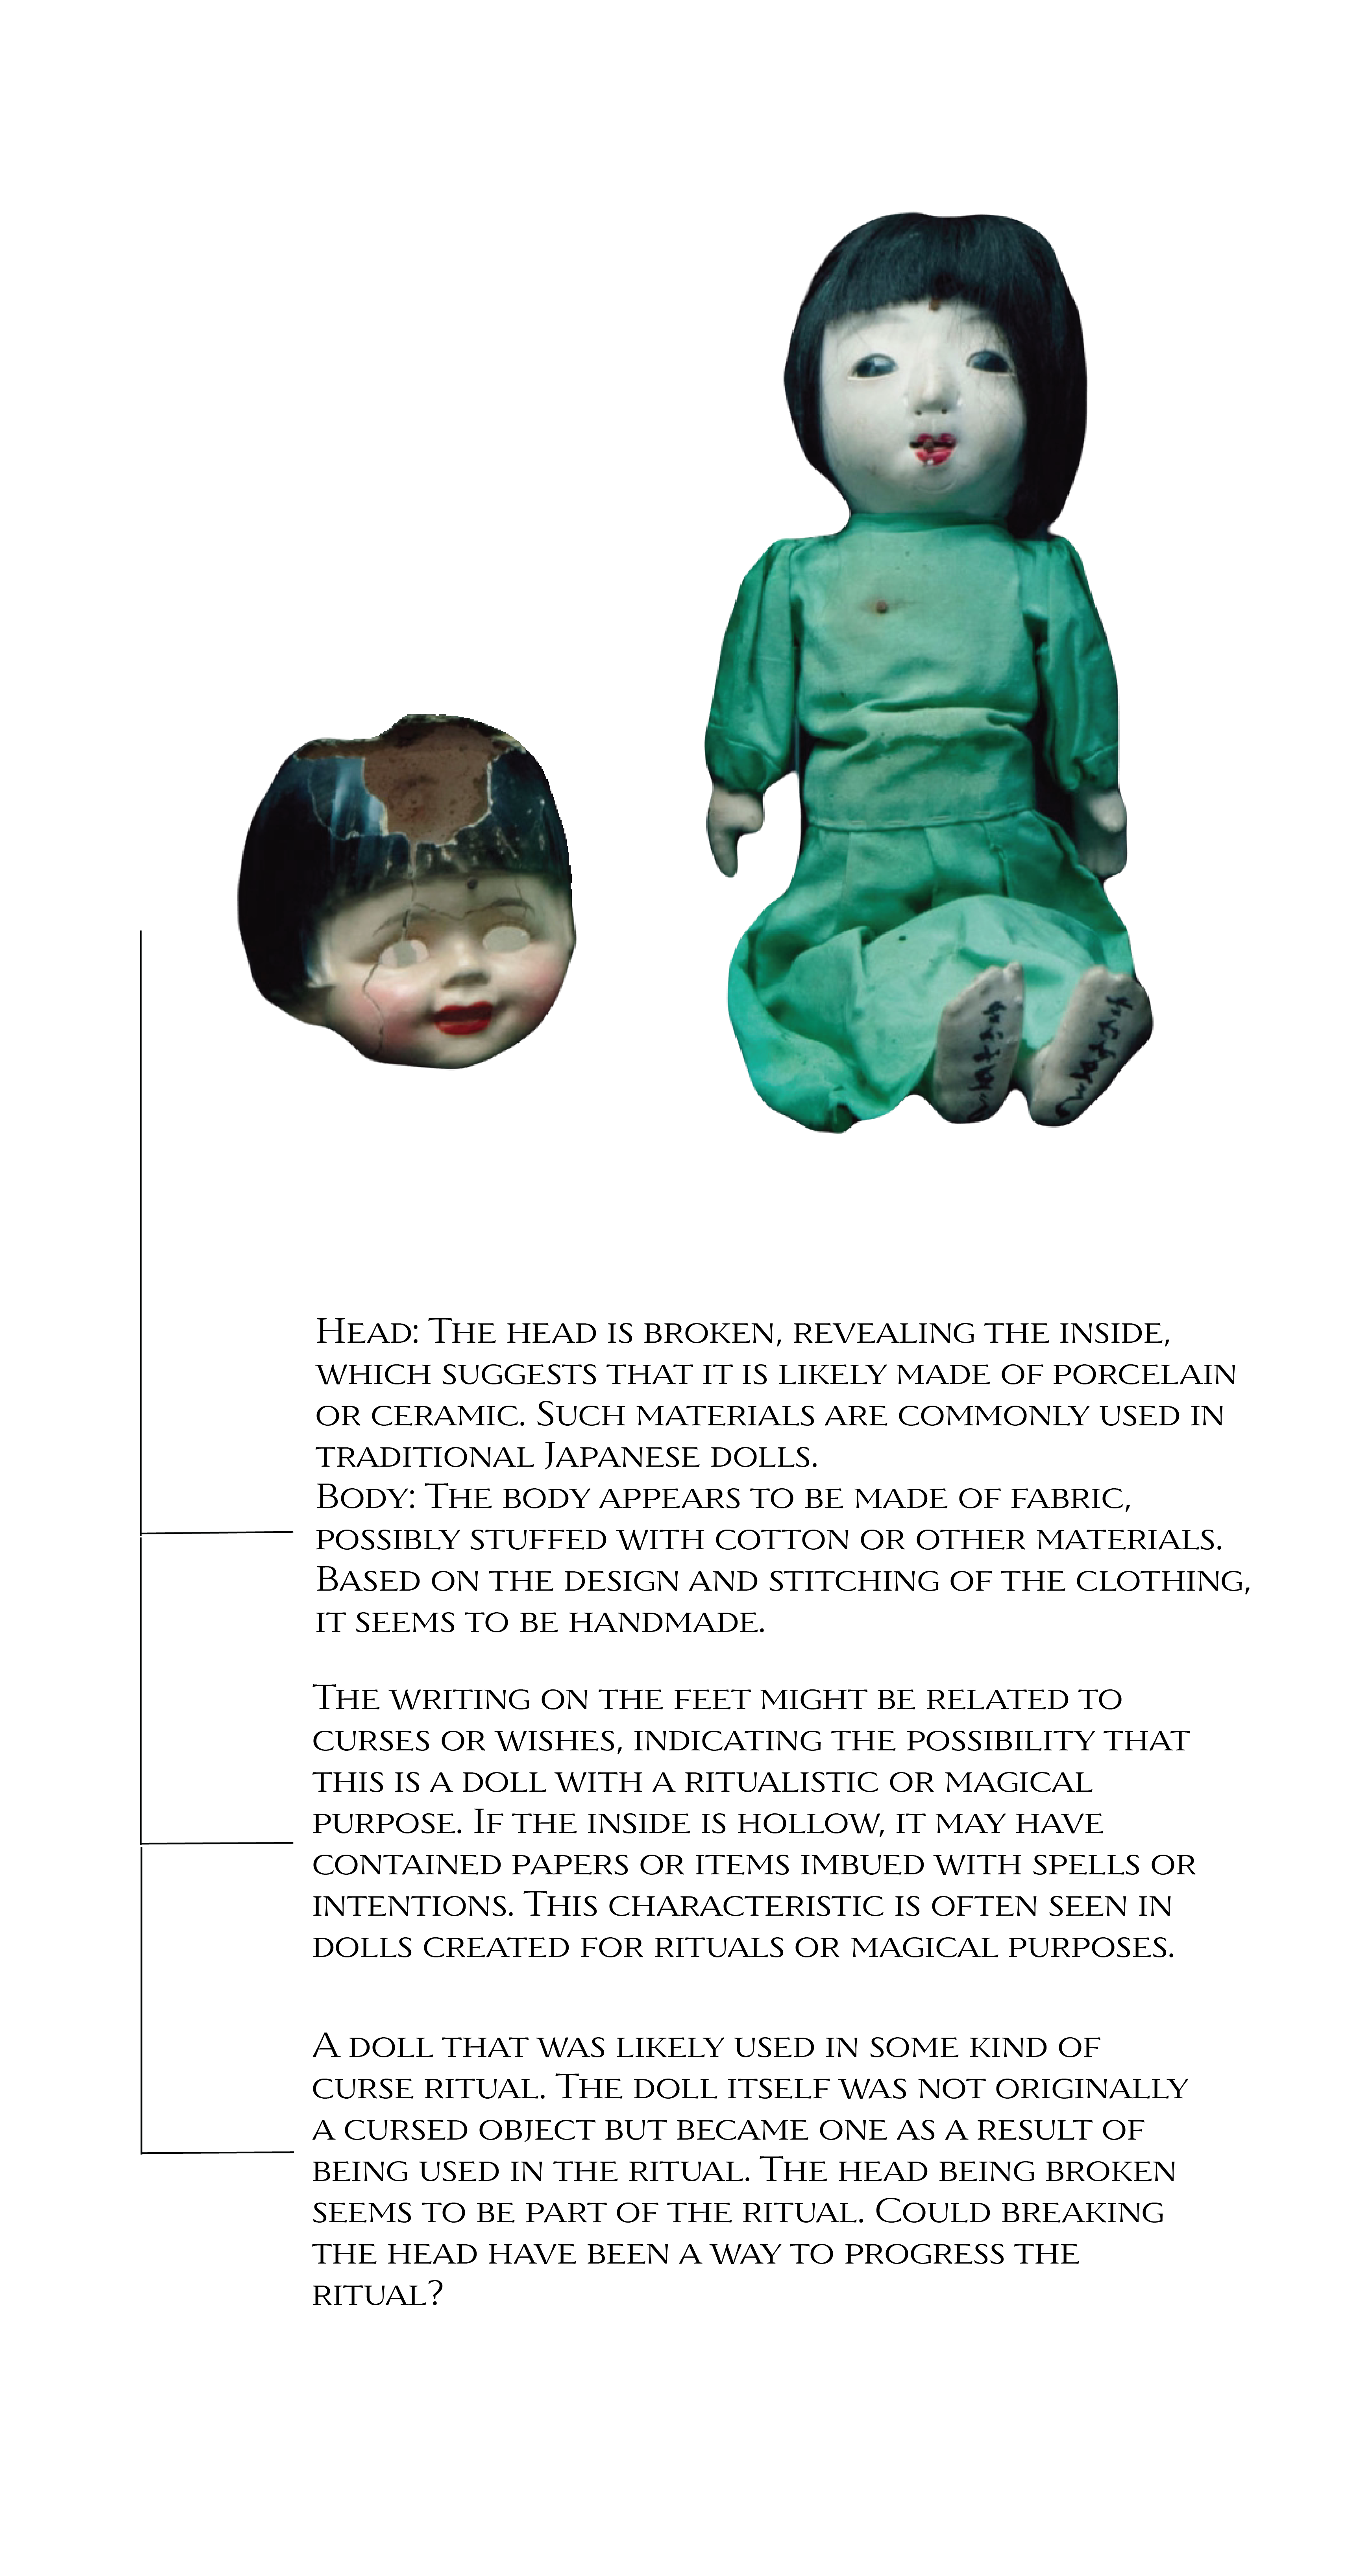 Head: The head is broken, revealing the inside,
which suggests that it is likely made of porcelain
or ceramic. Such materials are commonly used in
traditional Japanese dolls.
Body: The body appears to be made of fabric,
possibly stuffed with cotton or other materials.
Based on the design and stitching of the clothing,
it seems to be handmade.
The writing on the feet might be related to
curses or wishes, indicating the possibility that
this is a doll with a ritualistic or magical
purpose. If the inside is hollow, it may have
contained papers or items imbued with spells or
intentions. This characteristic is often seen in
dolls created for rituals or magical purposes.
A doll that was likely used in some kind of
curse ritual. The doll itself was not originally
a cursed object but became one as a result of
being used in the ritual. The head being broken
seems to be part of the ritual. Could breaking
the head have been a way to progress the
ritual?